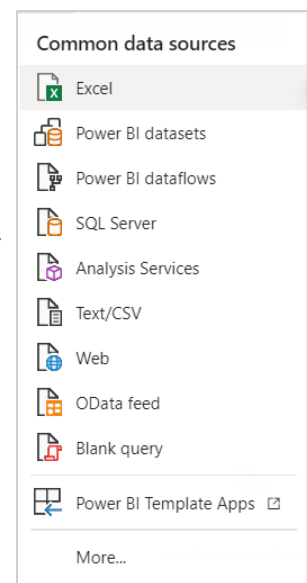 Common data sources
Excel
Power BI datasets
Power BI dataflows
SQL Server
Analysis Services
Text/CSV
Web
OData feed
Blank query
Power BI Template Apps
More...